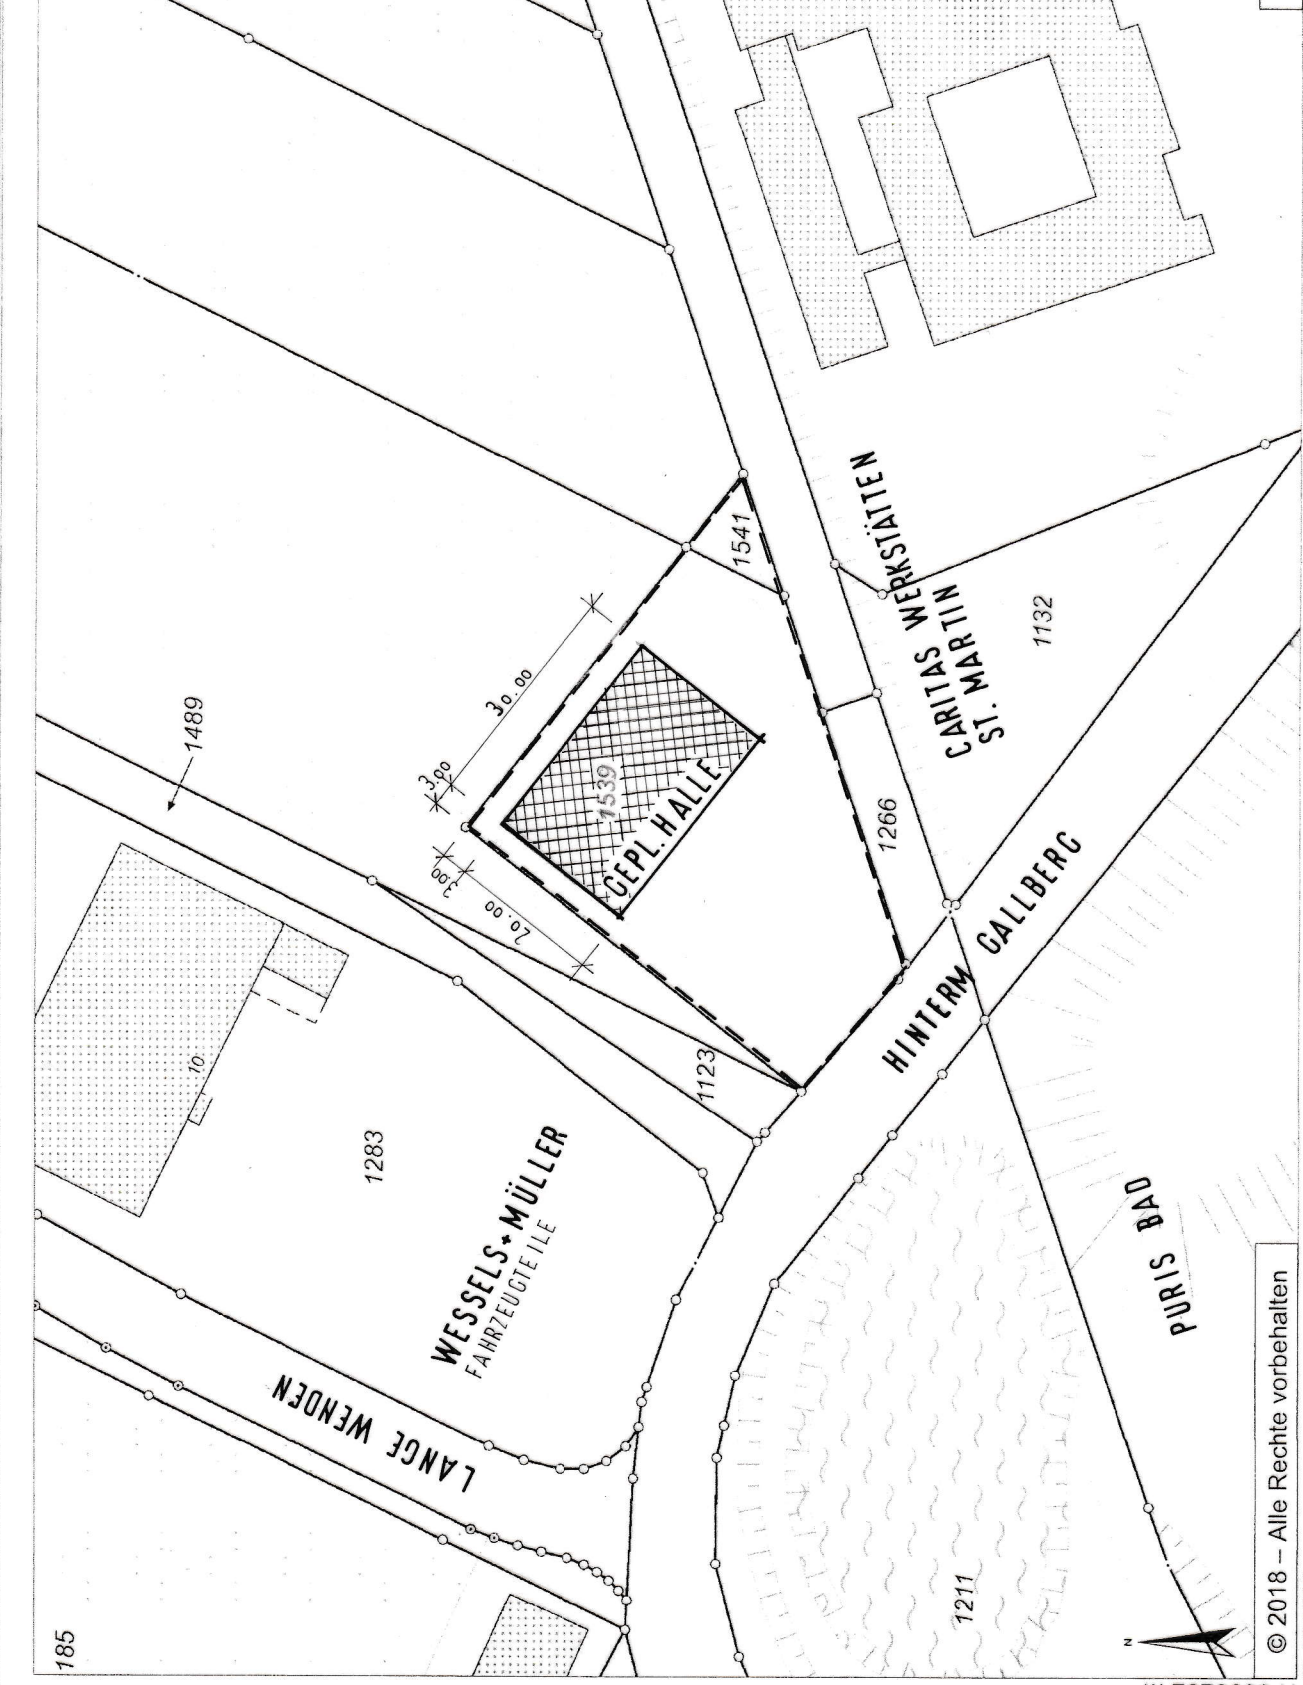 185
1489
10
1283
3.00
30.00
3.00
20.00
1539
GEPL. HALLE
1541
1123
1266
WESSELS+MÜLLER
FAHRZEUGTEILE
LANGE WENDEN
CARITAS WERKSTÄTTEN
ST. MARTIN
1132
HINTERM GALLBERG
PURIS BAD
1211
N
© 2018 – Alle Rechte vorbehalten